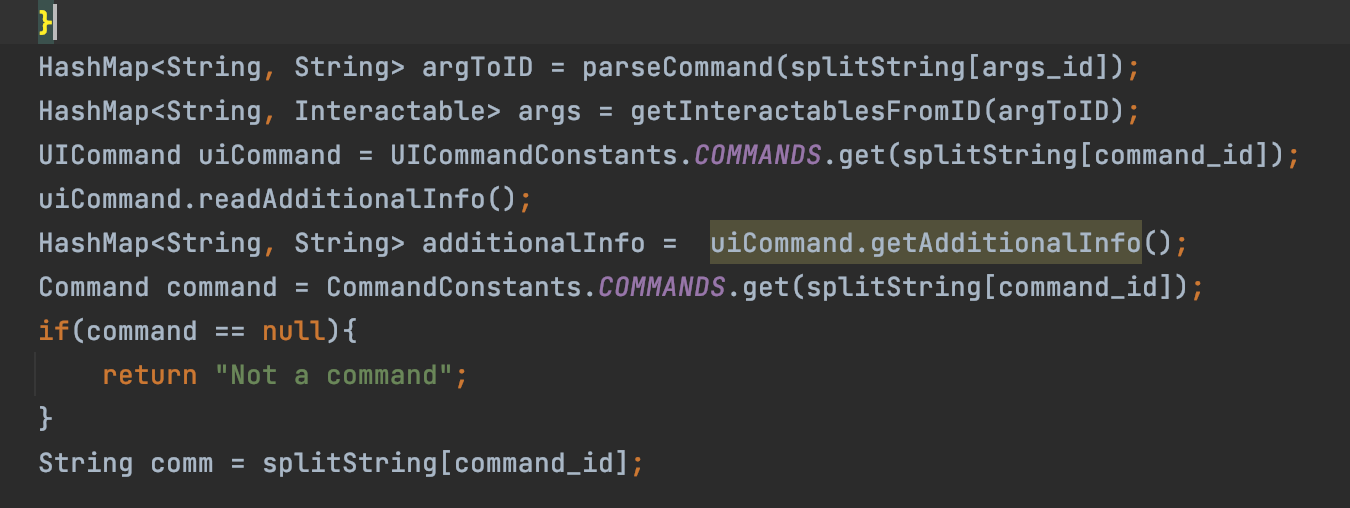 }
HashMap<String, String> argToID = parseCommand(splitString[args_id]);
HashMap<String, Interactable> args = getInteractablesFromID(argToID);
UICommand uiCommand = UICommandConstants.COMMANDS.get(splitString[command_id]);
uiCommand.readAdditionalInfo();
HashMap<String, String> additionalInfo =  uiCommand.getAdditionalInfo();
Command command = CommandConstants.COMMANDS.get(splitString[command_id]);
if(command == null){
    return "Not a command";
}
String comm = splitString[command_id];